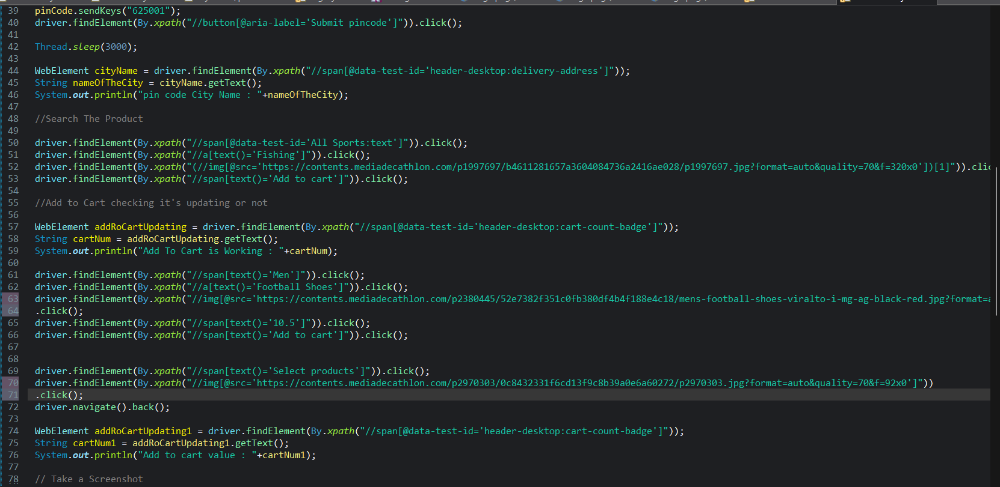 39 pinCode.sendKeys("625001");
40 driver.findElement(By.xpath("//button[@aria-label='Submit pincode']")).click();
41
42 Thread.sleep(3000);
43
44 WebElement cityName = driver.findElement(By.xpath("//span[@data-test-id='header-desktop:delivery-address']"));
45 String nameOfTheCity = cityName.getText();
46 System.out.println("pin code City Name : "+nameOfTheCity);
47
48 //Search The Product
49
50 driver.findElement(By.xpath("//span[@data-test-id='All Sports:text']")).click();
51 driver.findElement(By.xpath("//a[text()='Fishing']")).click();
52 driver.findElement(By.xpath("(//img[@src='https://contents.mediadecathlon.com/p1997697/b4611281657a3604084736a2416ae028/p1997697.jpg?format=auto&quality=70&f=320x0'])[1]")).clic
53 driver.findElement(By.xpath("//span[text()='Add to cart']")).click();
54
55 //Add to Cart checking it's updating or not
56
57 WebElement addRoCartUpdating = driver.findElement(By.xpath("//span[@data-test-id='header-desktop:cart-count-badge']"));
58 String cartNum = addRoCartUpdating.getText();
59 System.out.println("Add To Cart is Working : "+cartNum);
60
61 driver.findElement(By.xpath("//span[text()='Men']")).click();
62 driver.findElement(By.xpath("//a[text()='Football Shoes']")).click();
63 driver.findElement(By.xpath("//img[@src='https://contents.mediadecathlon.com/p2380445/52e7382f351c0fb380df4b4f188e4c18/mens-football-shoes-viralto-i-mg-ag-black-red.jpg?format=a
64 .click();
65 driver.findElement(By.xpath("//span[text()='10.5']")).click();
66 driver.findElement(By.xpath("//span[text()='Add to cart']")).click();
67
68
69 driver.findElement(By.xpath("//span[text()='Select products']")).click();
70 driver.findElement(By.xpath("//img[@src='https://contents.mediadecathlon.com/p2970303/0c8432331f6cd13f9c8b39a0e6a60272/p2970303.jpg?format=auto&quality=70&f=92x0']"))
71 .click();
72 driver.navigate().back();
73
74 WebElement addRoCartUpdating1 = driver.findElement(By.xpath("//span[@data-test-id='header-desktop:cart-count-badge']"));
75 String cartNum1 = addRoCartUpdating1.getText();
76 System.out.println("Add to cart value : "+cartNum1);
77
78 // Take a Screenshot